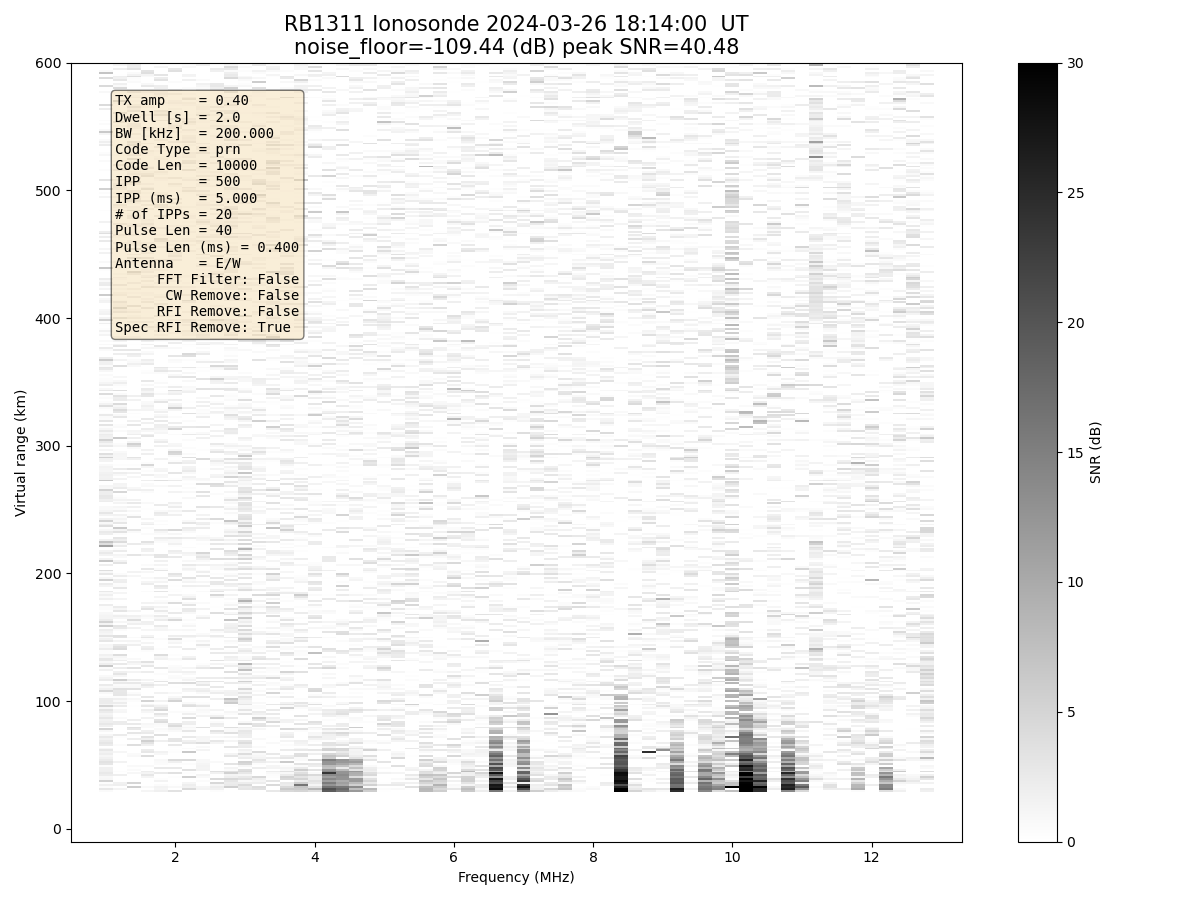 RB1311 Ionosonde 2024-03-26 18:14:00  UT
noise_floor=-109.44 (dB) peak SNR=40.48
600
500
400
300
200
100
0
Virtual range (km)
TX amp    = 0.40
Dwell [s] = 2.0
BW [kHz]  = 200.000
Code Type = prn
Code Len  = 10000
IPP       = 500
IPP (ms)  = 5.000
# of IPPs = 20
Pulse Len = 40
Pulse Len (ms) = 0.400
Antenna   = E/W
FFT Filter: False
CW Remove: False
RFI Remove: False
Spec RFI Remove: True
2 4 6 8 10 12
Frequency (MHz)
30
25
20
15
10
5
0
SNR (dB)